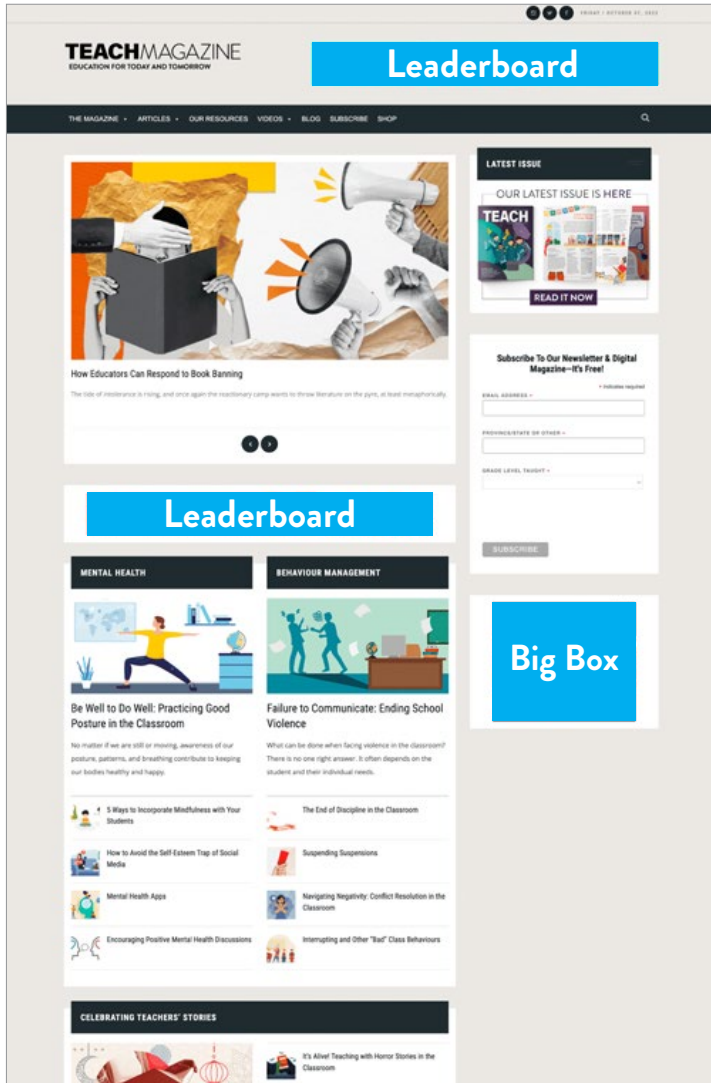 FRIDAY / OCTOBER 07, 2022
TEACHMAGAZINE
EDUCATION FOR TODAY AND TOMORROW
Leaderboard
THE MAGAZINE ARTICLES OUR RESOURCES VIDEOS BLOG SUBSCRIBE SHOP
How Educators Can Respond to Book Banning
The tide of intolerance is rising, and once again the reactionary camp wants to throw literature on the pyre, at least metaphorically.
LATEST ISSUE
OUR LATEST ISSUE IS HERE
TEACH
READ IT NOW
Subscribe To Our Newsletter & Digital
Magazine—It's Free!
* indicates required
EMAIL ADDRESS *
PROVINCE/STATE OR OTHER *
GRADE LEVEL TAUGHT *
SUBSCRIBE
Leaderboard
MENTAL HEALTH
Be Well to Do Well: Practicing Good
Posture in the Classroom
No matter if we are still or moving, awareness of our
posture, patterns, and breathing contribute to keeping
our bodies healthy and happy.
5 Ways to Incorporate Mindfulness with Your
Students
How to Avoid the Self-Esteem Trap of Social
Media
Mental Health Apps
Encouraging Positive Mental Health Discussions
BEHAVIOUR MANAGEMENT
Failure to Communicate: Ending School
Violence
What can be done when facing violence in the classroom?
There is no one right answer. It often depends on the
student and their individual needs.
The End of Discipline in the Classroom
Suspending Suspensions
Navigating Negativity: Conflict Resolution in the
Classroom
Interrupting and Other "Bad" Class Behaviours
Big Box
CELEBRATING TEACHERS' STORIES
It's Alive! Teaching with Horror Stories in the
Classroom